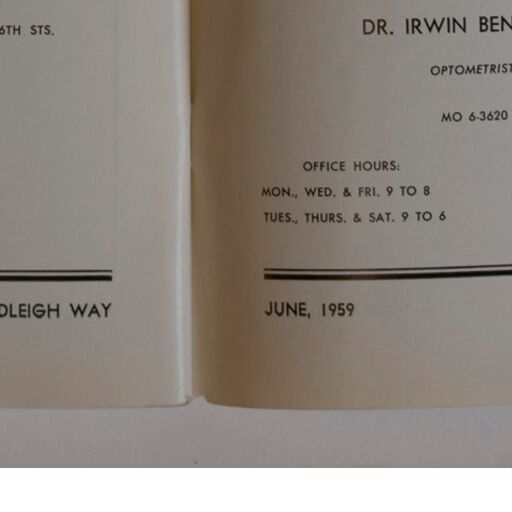 6TH STS.
DLEIGH WAY
DR. IRWIN BEN
OPTOMETRIST
MO 6-3620
OFFICE HOURS:
MON., WED. & FRI. 9 TO 8
TUES., THURS. & SAT. 9 TO 6
JUNE, 1959